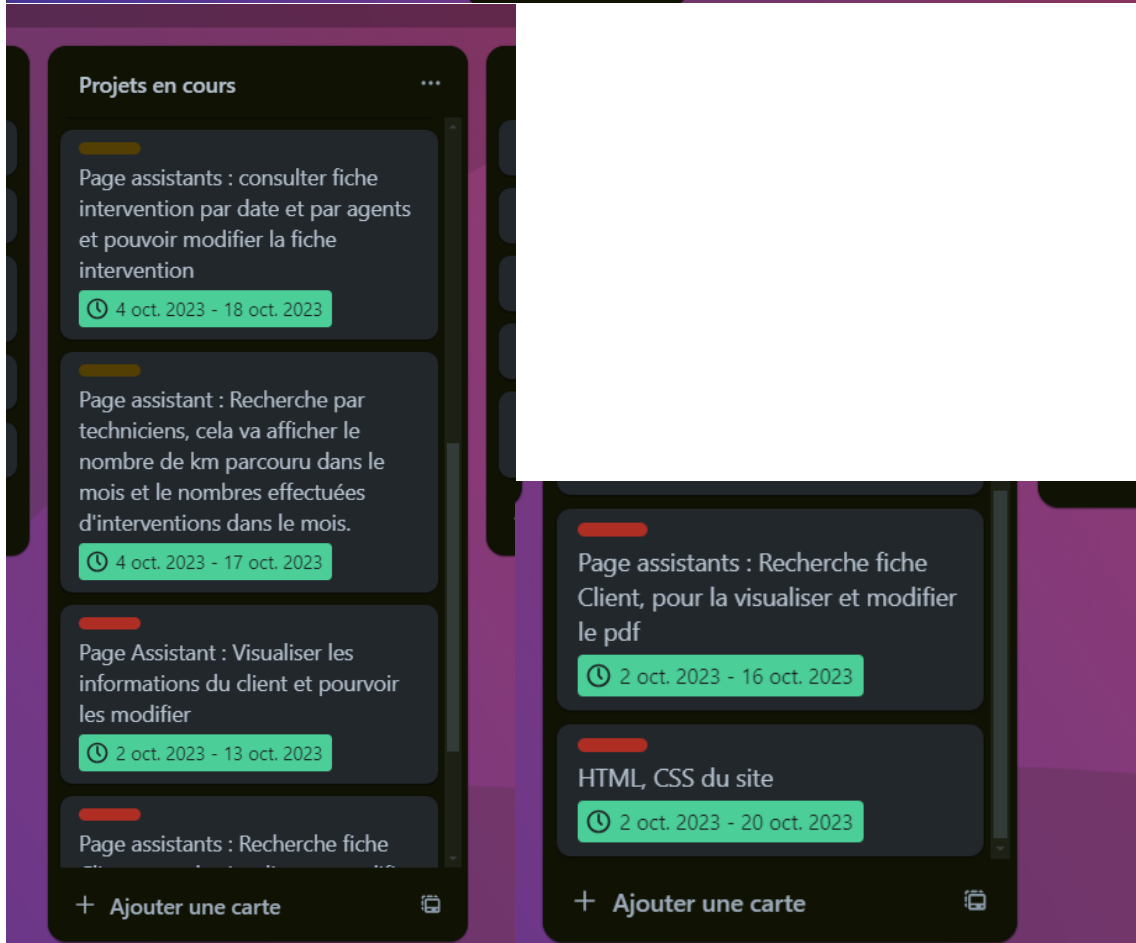 Projets en cours
Page assistants : consulter fiche
intervention par date et par agents
et pouvoir modifier la fiche
intervention
4 oct. 2023 - 18 oct. 2023
Page assistant : Recherche par
techniciens, cela va afficher le
nombre de km parcouru dans le
mois et le nombres effectuées
d'interventions dans le mois.
4 oct. 2023 - 17 oct. 2023
Page Assistant : Visualiser les
informations du client et pourvoir
les modifier
2 oct. 2023 - 13 oct. 2023
Page assistants : Recherche fiche
+ Ajouter une carte
Page assistants : Recherche fiche
Client, pour la visualiser et modifier
le pdf
2 oct. 2023 - 16 oct. 2023
HTML, CSS du site
2 oct. 2023 - 20 oct. 2023
+ Ajouter une carte